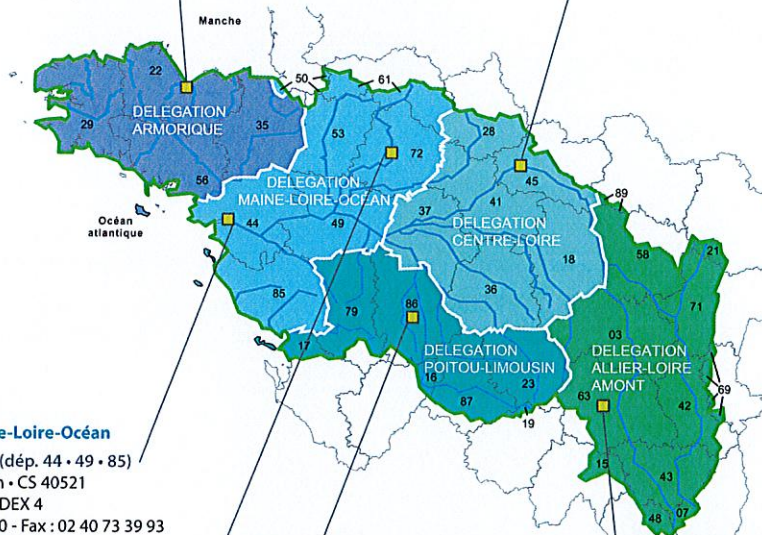 Manche
22
50
61
DELEGATION
ARMORIQUE
29
35
53
28
72
45
56
DELEGATION
MAINE-LOIRE-OCÉAN
41
89
37
Océan
atlantique
44
49
DELEGATION
CENTRE-LOIRE
58
21
18
85
36
71
79
86
03
17
DELEGATION
POITOU-LIMOUSIN
DELEGATION
ALLIER-LOIRE
AMONT
16
23
69
63
87
42
19
e-Loire-Océan
(dép. 44 • 49 • 85)
15
n • CS 40521
43
DEX 4
0 - Fax : 02 40 73 39 93
48
07